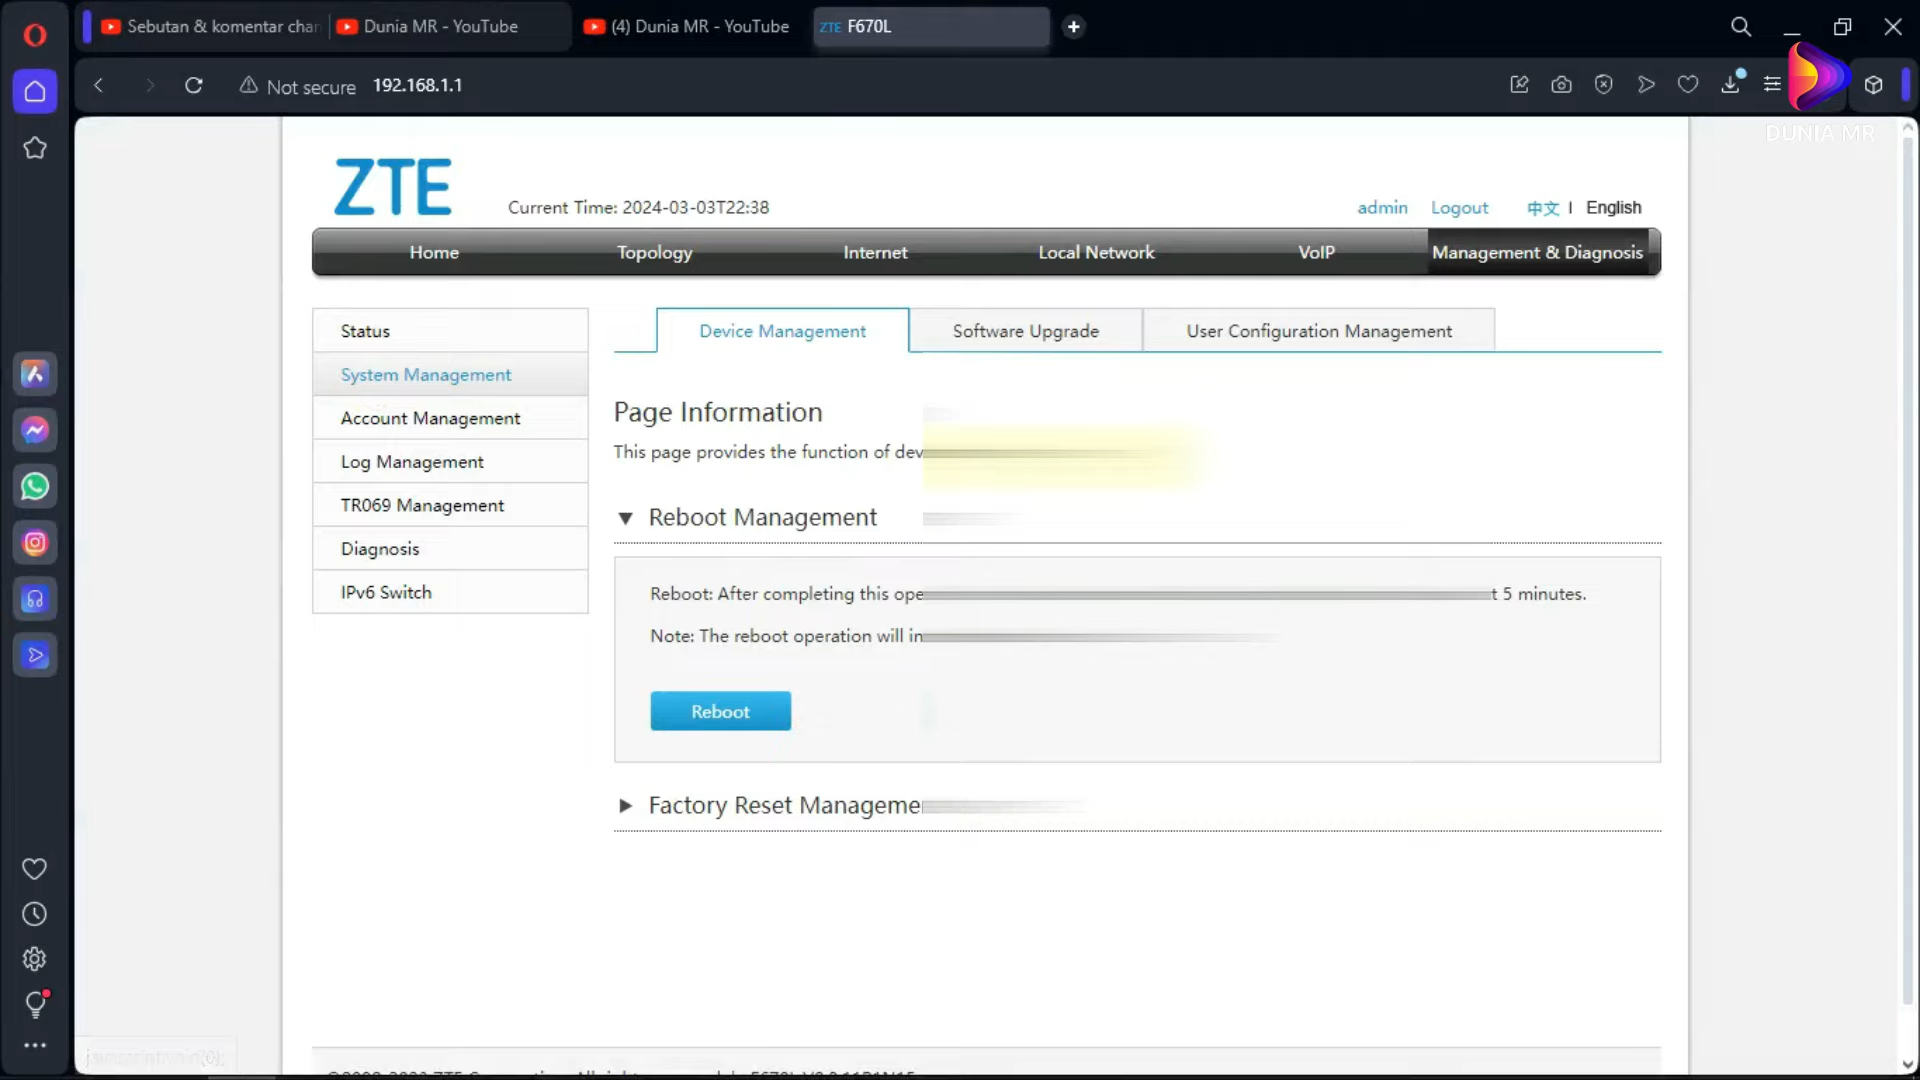 Sebutan & komentar chan
Dunia MR - YouTube
(4) Dunia MR - YouTube
ZTE F670L
Not secure 192.168.1.1
DUNIA MR
ZTE
Current Time: 2024-03-03T22:38
admin Logout 中文 | English
Home Topology Internet Local Network VoIP Management & Diagnosis
Status
System Management
Account Management
Log Management
TR069 Management
Diagnosis
IPv6 Switch
Device Management Software Upgrade User Configuration Management
Page Information
This page provides the function of dev
Reboot Management
Reboot: After completing this ope t 5 minutes.
Note: The reboot operation will in
Reboot
Factory Reset Manageme